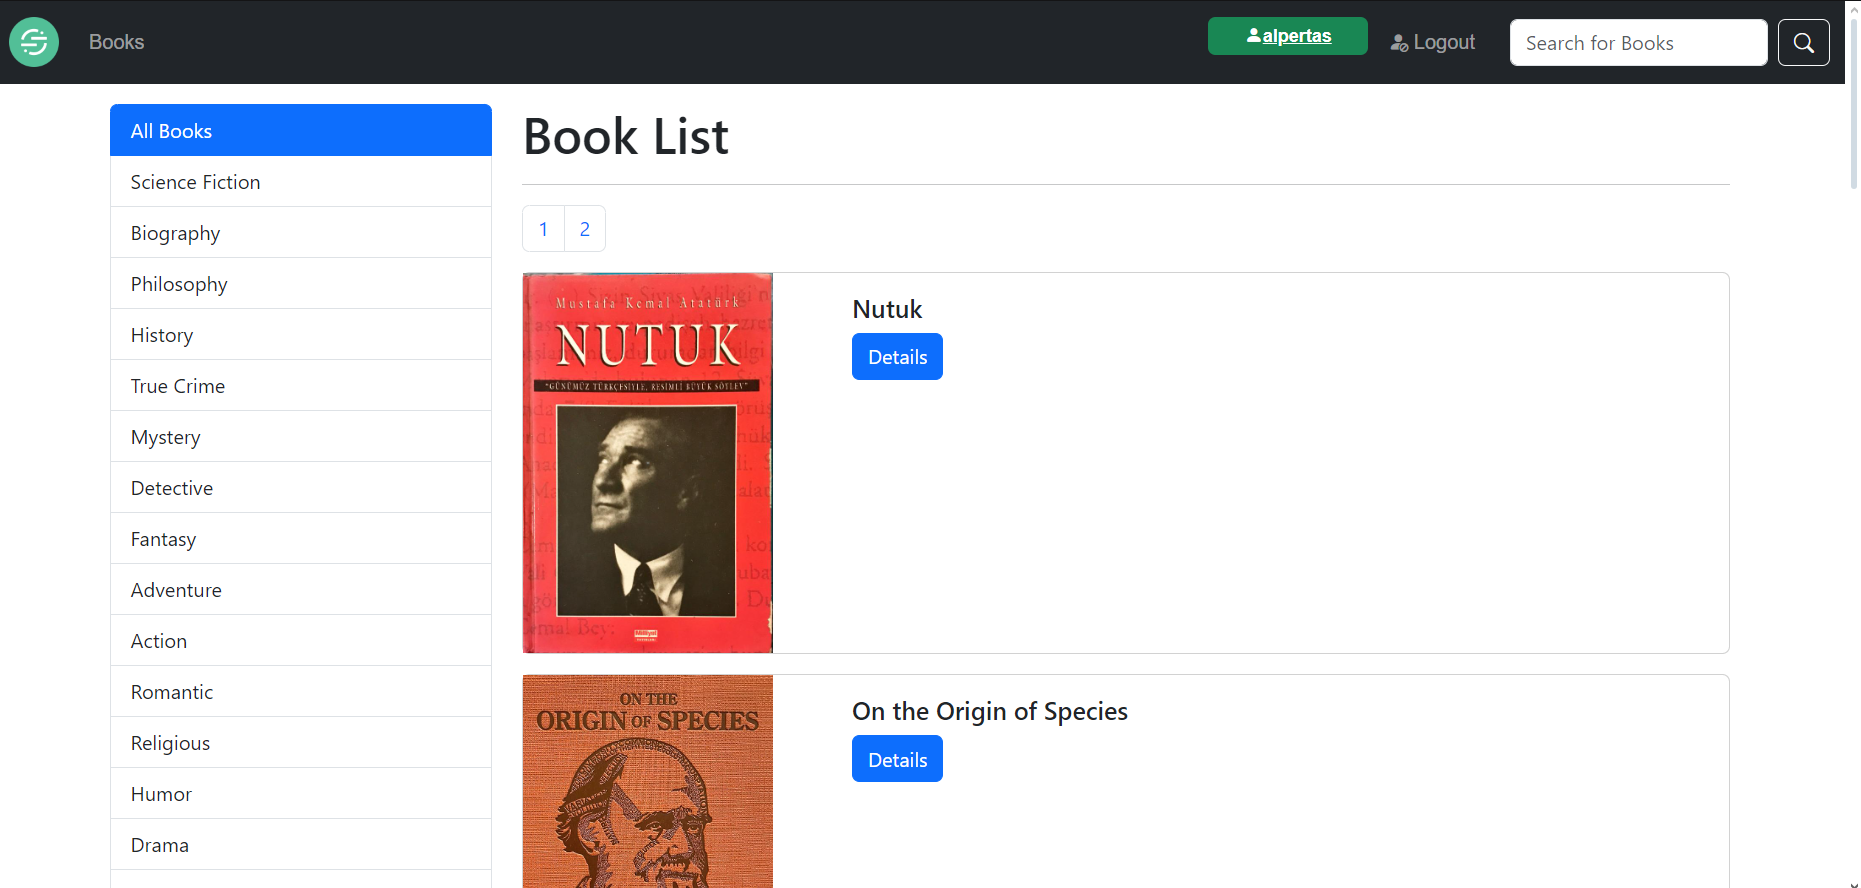 Books
alpertas
Logout
Search for Books
All Books
Science Fiction
Biography
Philosophy
History
True Crime
Mystery
Detective
Fantasy
Adventure
Action
Romantic
Religious
Humor
Drama
Book List
1 2
Mustafa Kemal Atatürk
NUTUK
"GÜNÜMÜZ TÜRKÇESİYLE, RESİMLİ BÜYÜK SÖYLEV"
Nutuk
Details
ON THE
ORIGIN OF SPECIES
On the Origin of Species
Details